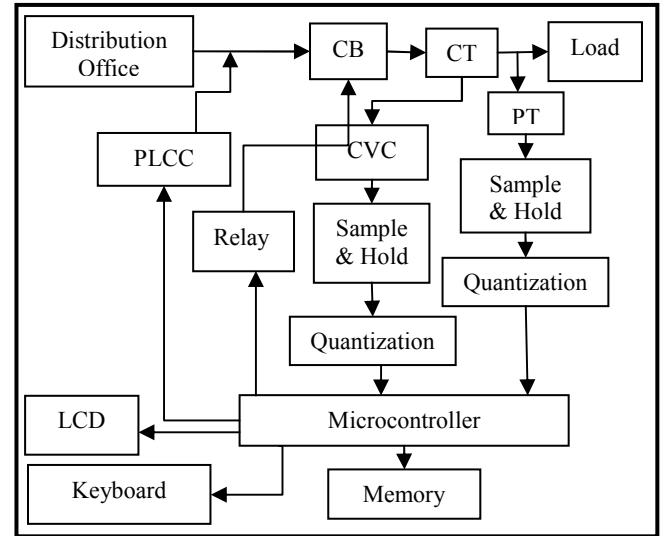 Distribution
Office
CB
CT
Load
PT
PLCC
CVC
Sample
& Hold
Relay
Sample
& Hold
Quantization
Quantization
LCD
Microcontroller
Keyboard
Memory